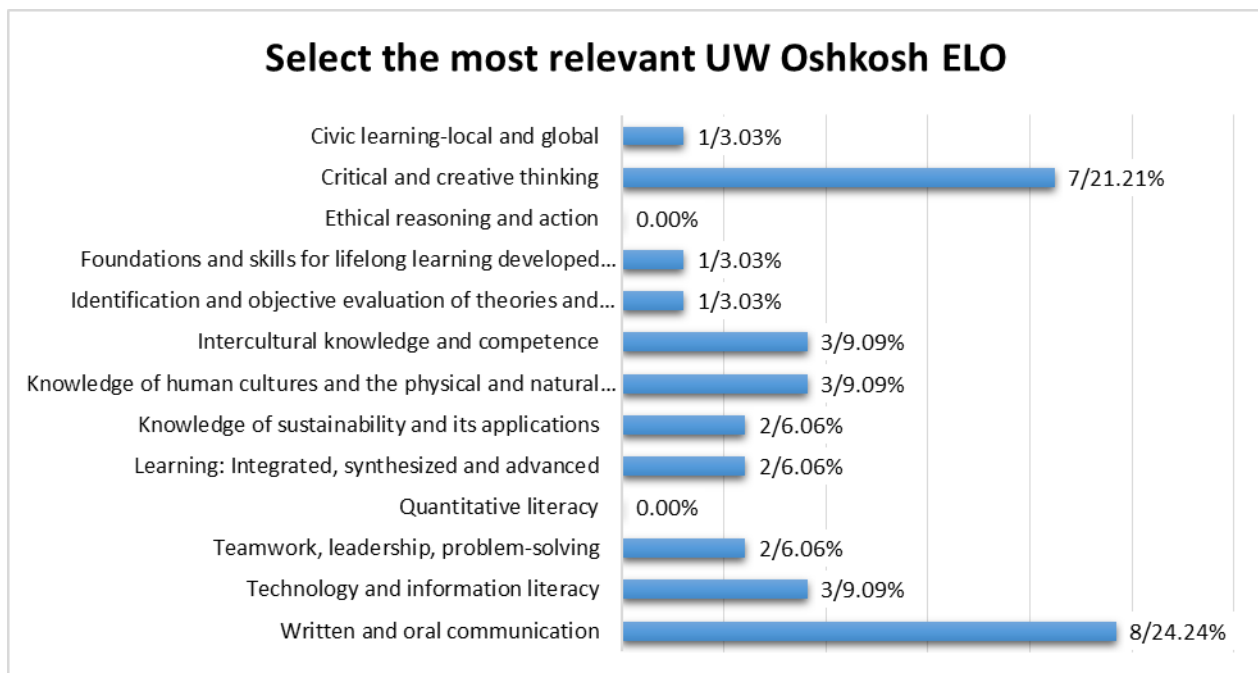 Select the most relevant UW Oshkosh ELO
Civic learning-local and global 1/3.03%
Critical and creative thinking 7/21.21%
Ethical reasoning and action 0.00%
Foundations and skills for lifelong learning developed... 1/3.03%
Identification and objective evaluation of theories and... 1/3.03%
Intercultural knowledge and competence 3/9.09%
Knowledge of human cultures and the physical and natural... 3/9.09%
Knowledge of sustainability and its applications 2/6.06%
Learning: Integrated, synthesized and advanced 2/6.06%
Quantitative literacy 0.00%
Teamwork, leadership, problem-solving 2/6.06%
Technology and information literacy 3/9.09%
Written and oral communication 8/24.24%